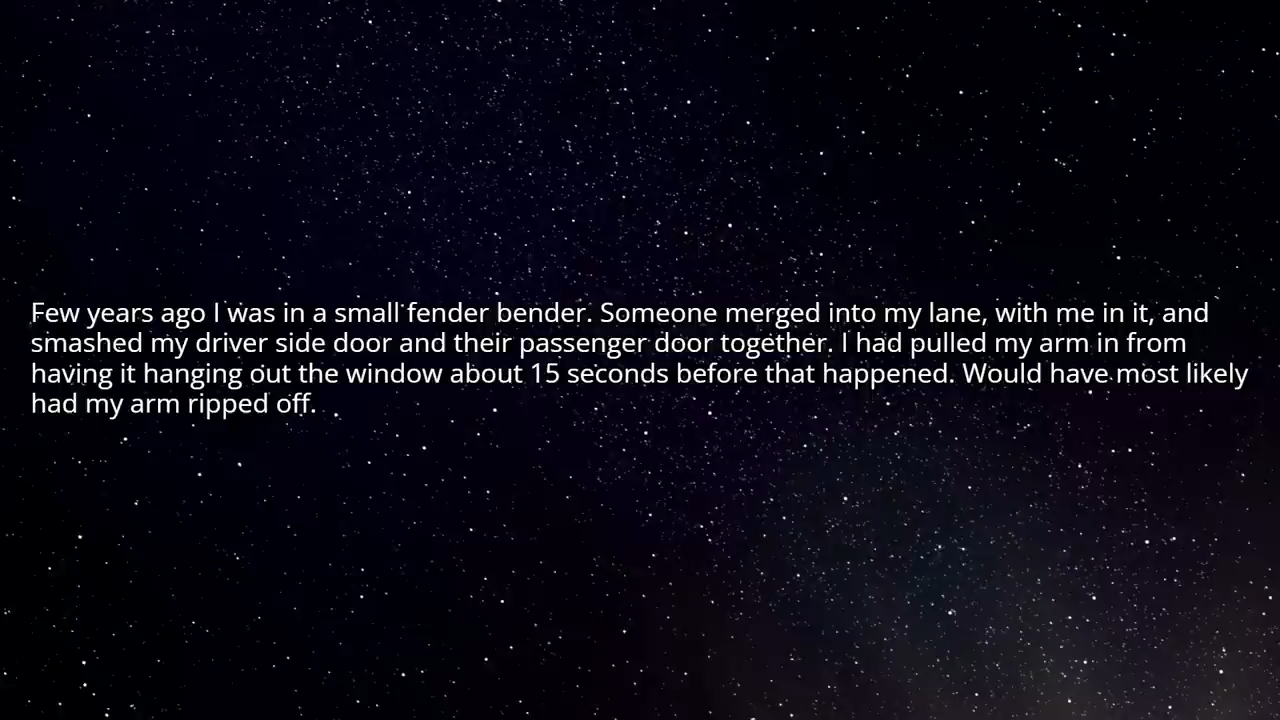 Few years ago I was in a small fender bender. Someone merged into my lane, with me in it, and
smashed my driver side door and their passenger door together. I had pulled my arm in from
having it hanging out the window about 15 seconds before that happened. Would have most likely
had my arm ripped off.